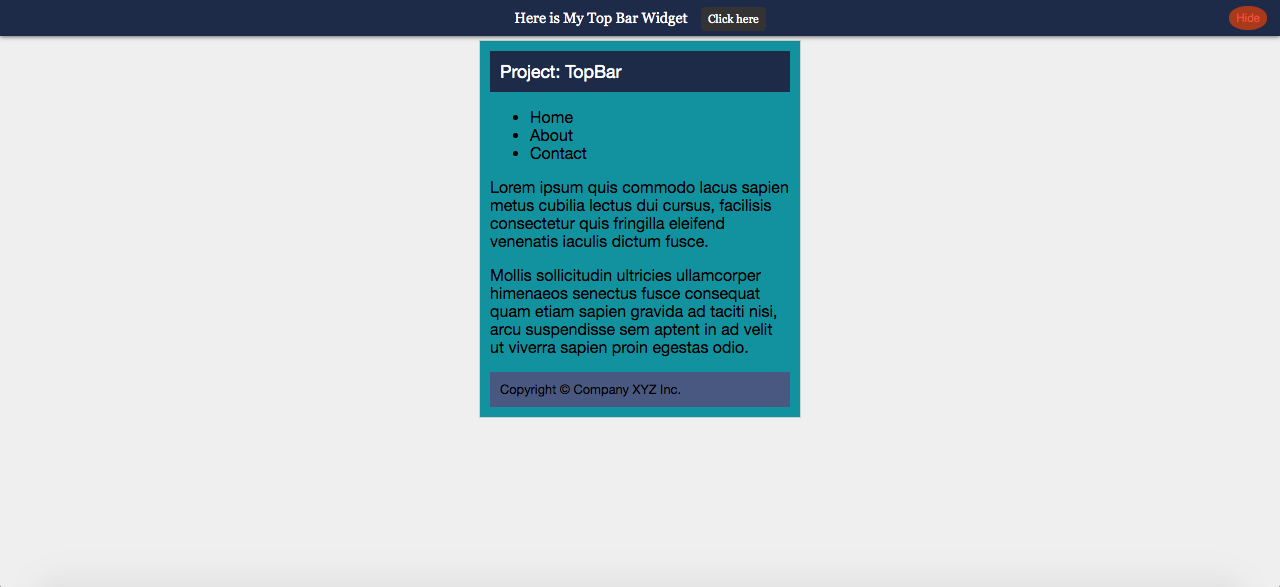 Here is My Top Bar Widget Click here Hide
Project: TopBar
Home
About
Contact
Lorem ipsum quis commodo lacus sapien
metus cubilia lectus dui cursus, facilisis
consectetur quis fringilla eleifend
venenatis iaculis dictum fusce.
Mollis sollicitudin ultricies ullamcorper
himenaeos senectus fusce consequat
quam etiam sapien gravida ad taciti nisi,
arcu suspendisse sem aptent in ad velit
ut viverra sapien proin egestas odio.
Copyright © Company XYZ Inc.